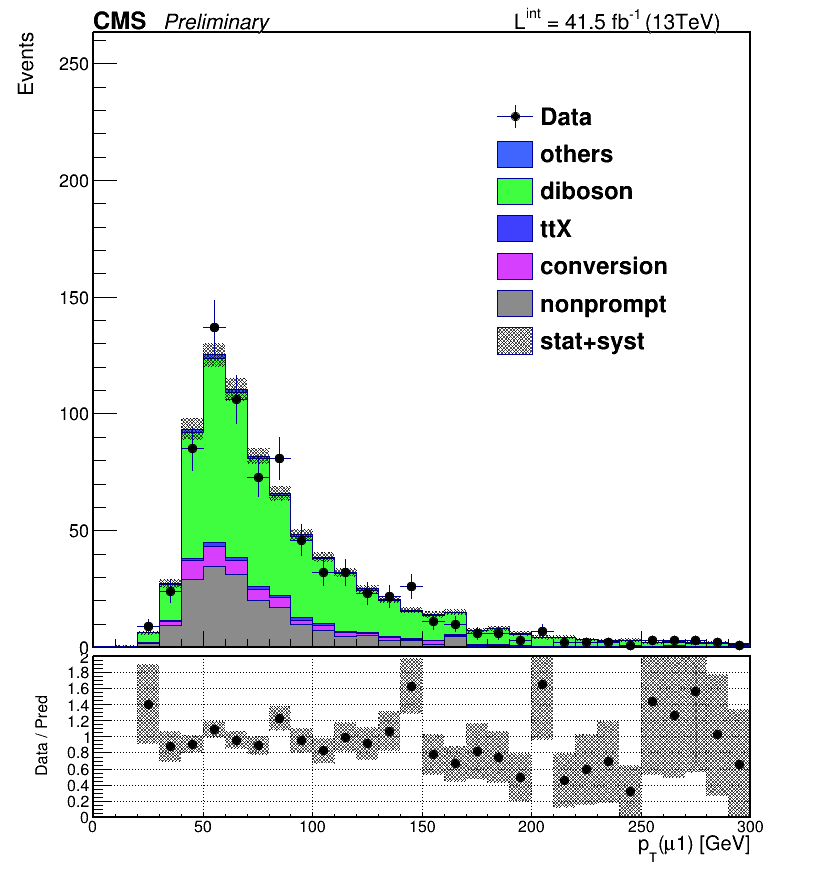 CMS Preliminary L^int = 41.5 fb^-1 (13TeV)
Events
250
200
150
100
50
0
Data
others
diboson
ttX
conversion
nonprompt
stat+syst
Data / Pred
2
1.8
1.6
1.4
1.2
1
0.8
0.6
0.4
0.2
0
0 50 100 150 200 250 300
p_T(μ1) [GeV]